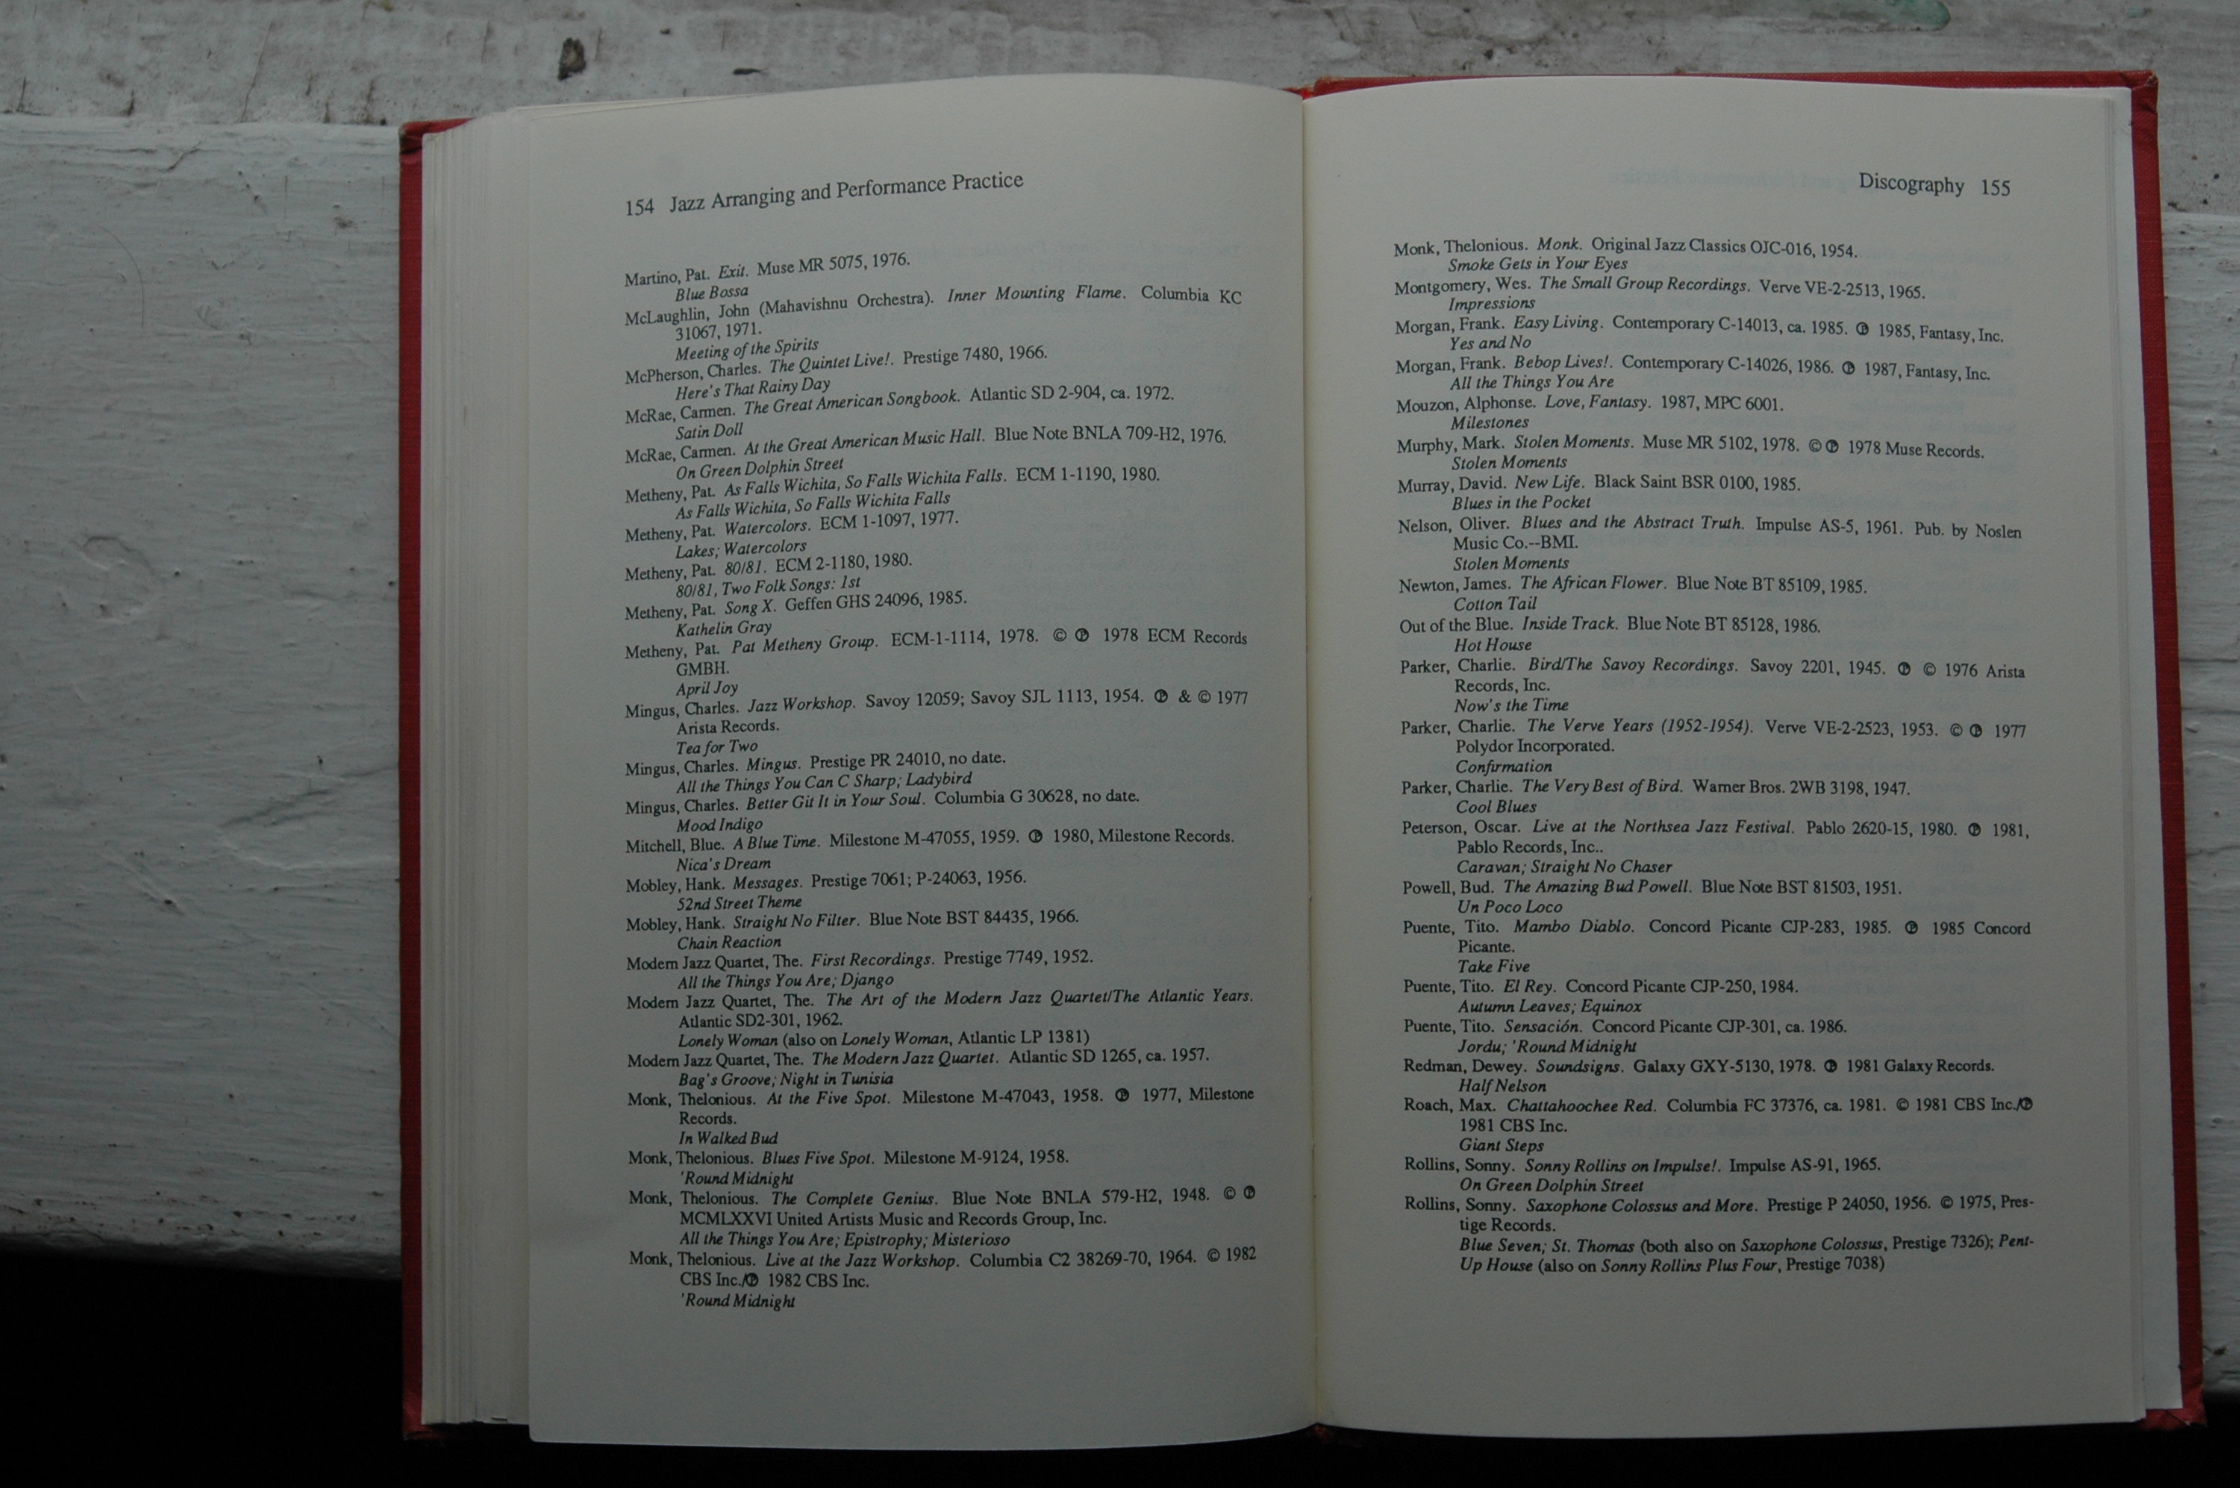 154 Jazz Arranging and Performance Practice
Martino, Pat. Exit. Muse MR 5075, 1976.
Blue Bossa
McLaughlin, John (Mahavishnu Orchestra). Inner Mounting Flame. Columbia KC
31067, 1971.
Meeting of the Spirits
McPherson, Charles. The Quintet Live!. Prestige 7480, 1966.
Here's That Rainy Day
McRae, Carmen. The Great American Songbook. Atlantic SD 2-904, ca. 1972.
Satin Doll
McRae, Carmen. At the Great American Music Hall. Blue Note BNLA 709-H2, 1976.
On Green Dolphin Street
Metheny, Pat. As Falls Wichita, So Falls Wichita Falls. ECM 1-1190, 1980.
As Falls Wichita, So Falls Wichita Falls
Metheny, Pat. Watercolors. ECM 1-1097, 1977.
Lakes; Watercolors
Metheny, Pat. 80/81. ECM 2-1180, 1980.
80/81, Two Folk Songs: 1st
Metheny, Pat. Song X. Geffen GHS 24096, 1985.
Kathelin Gray
Metheny, Pat. Pat Metheny Group. ECM-1-1114, 1978. © ℗ 1978 ECM Records
GMBH.
April Joy
Mingus, Charles. Jazz Workshop. Savoy 12059; Savoy SJL 1113, 1954. ℗ & © 1977
Arista Records.
Tea for Two
Mingus, Charles. Mingus. Prestige PR 24010, no date.
All the Things You Can C Sharp; Ladybird
Mingus, Charles. Better Git It in Your Soul. Columbia G 30628, no date.
Mood Indigo
Mitchell, Blue. A Blue Time. Milestone M-47055, 1959. ℗ 1980, Milestone Records.
Nica's Dream
Mobley, Hank. Messages. Prestige 7061; P-24063, 1956.
52nd Street Theme
Mobley, Hank. Straight No Filter. Blue Note BST 84435, 1966.
Chain Reaction
Modern Jazz Quartet, The. First Recordings. Prestige 7749, 1952.
All the Things You Are; Django
Modern Jazz Quartet, The. The Art of the Modern Jazz Quartet/The Atlantic Years.
Atlantic SD2-301, 1962.
Lonely Woman (also on Lonely Woman, Atlantic LP 1381)
Modern Jazz Quartet, The. The Modern Jazz Quartet. Atlantic SD 1265, ca. 1957.
Bag's Groove; Night in Tunisia
Monk, Thelonious. At the Five Spot. Milestone M-47043, 1958. ℗ 1977, Milestone
Records.
In Walked Bud
Monk, Thelonious. Blues Five Spot. Milestone M-9124, 1958.
'Round Midnight
Monk, Thelonious. The Complete Genius. Blue Note BNLA 579-H2, 1948. © ℗
MCMLXXVI United Artists Music and Records Group, Inc.
All the Things You Are; Epistrophy; Misterioso
Monk, Thelonious. Live at the Jazz Workshop. Columbia C2 38269-70, 1964. © 1982
CBS Inc./℗ 1982 CBS Inc.
'Round Midnight
Discography 155
Monk, Thelonious. Monk. Original Jazz Classics OJC-016, 1954.
Smoke Gets in Your Eyes
Montgomery, Wes. The Small Group Recordings. Verve VE-2-2513, 1965.
Impressions
Morgan, Frank. Easy Living. Contemporary C-14013, ca. 1985. ℗ 1985, Fantasy, Inc.
Yes and No
Morgan, Frank. Bebop Lives!. Contemporary C-14026, 1986. ℗ 1987, Fantasy, Inc.
All the Things You Are
Mouzon, Alphonse. Love, Fantasy. 1987, MPC 6001.
Milestones
Murphy, Mark. Stolen Moments. Muse MR 5102, 1978. © ℗ 1978 Muse Records.
Stolen Moments
Murray, David. New Life. Black Saint BSR 0100, 1985.
Blues in the Pocket
Nelson, Oliver. Blues and the Abstract Truth. Impulse AS-5, 1961. Pub. by Noslen
Music Co.--BMI.
Stolen Moments
Newton, James. The African Flower. Blue Note BT 85109, 1985.
Cotton Tail
Out of the Blue. Inside Track. Blue Note BT 85128, 1986.
Hot House
Parker, Charlie. Bird/The Savoy Recordings. Savoy 2201, 1945. ℗ © 1976 Arista
Records, Inc.
Now's the Time
Parker, Charlie. The Verve Years (1952-1954). Verve VE-2-2523, 1953. © ℗ 1977
Polydor Incorporated.
Confirmation
Parker, Charlie. The Very Best of Bird. Warner Bros. 2WB 3198, 1947.
Cool Blues
Peterson, Oscar. Live at the Northsea Jazz Festival. Pablo 2620-15, 1980. ℗ 1981,
Pablo Records, Inc..
Caravan; Straight No Chaser
Powell, Bud. The Amazing Bud Powell. Blue Note BST 81503, 1951.
Un Poco Loco
Puente, Tito. Mambo Diablo. Concord Picante CJP-283, 1985. ℗ 1985 Concord
Picante.
Take Five
Puente, Tito. El Rey. Concord Picante CJP-250, 1984.
Autumn Leaves; Equinox
Puente, Tito. Sensación. Concord Picante CJP-301, ca. 1986.
Jordu; 'Round Midnight
Redman, Dewey. Soundsigns. Galaxy GXY-5130, 1978. ℗ 1981 Galaxy Records.
Half Nelson
Roach, Max. Chattahoochee Red. Columbia FC 37376, ca. 1981. © 1981 CBS Inc./℗
1981 CBS Inc.
Giant Steps
Rollins, Sonny. Sonny Rollins on Impulse!. Impulse AS-91, 1965.
On Green Dolphin Street
Rollins, Sonny. Saxophone Colossus and More. Prestige P 24050, 1956. © 1975, Pres-
tige Records.
Blue Seven; St. Thomas (both also on Saxophone Colossus, Prestige 7326); Pent-
Up House (also on Sonny Rollins Plus Four, Prestige 7038)